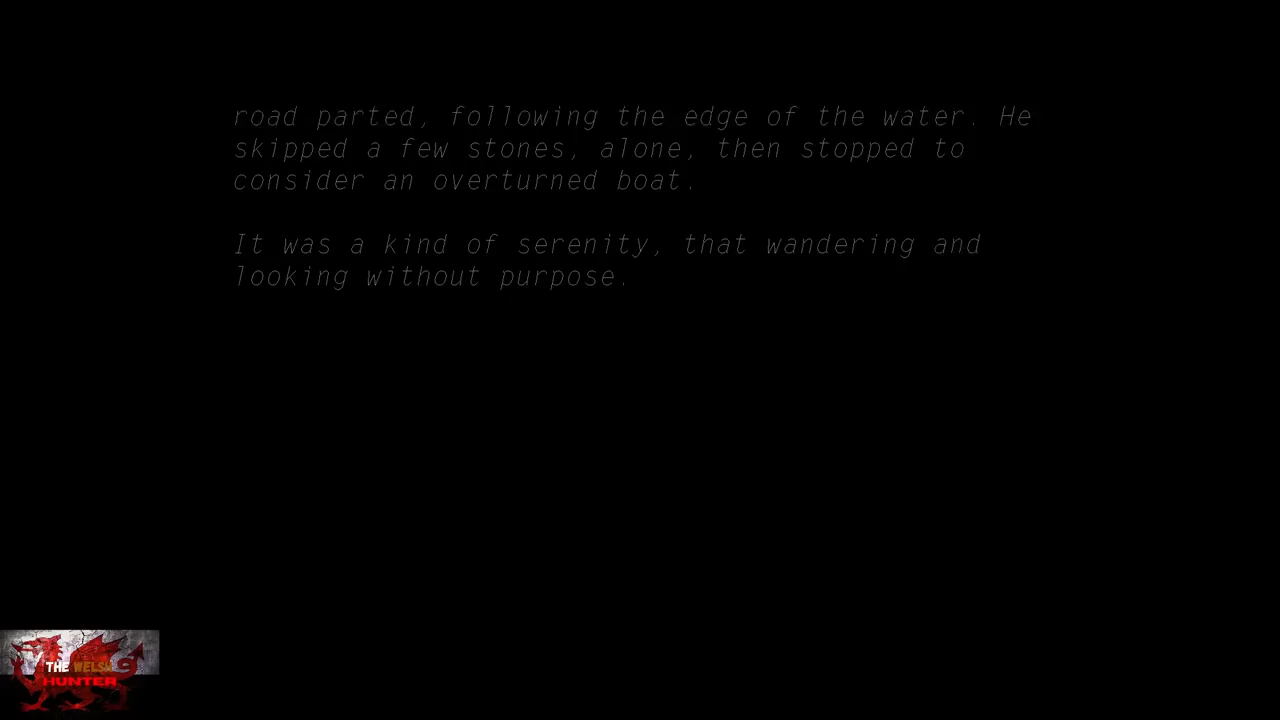 road parted, following the edge of the water. He
skipped a few stones, alone, then stopped to
consider an overturned boat.
It was a kind of serenity, that wandering and
looking without purpose.
THE WELSH
HUNTER